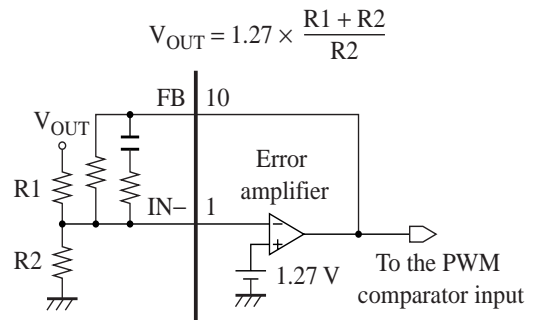 V_OUT = 1.27 × (R1 + R2) / R2
FB 10
V_OUT
R1
Error
amplifier
IN− 1
−
+
R2
1.27 V
To the PWM
comparator input